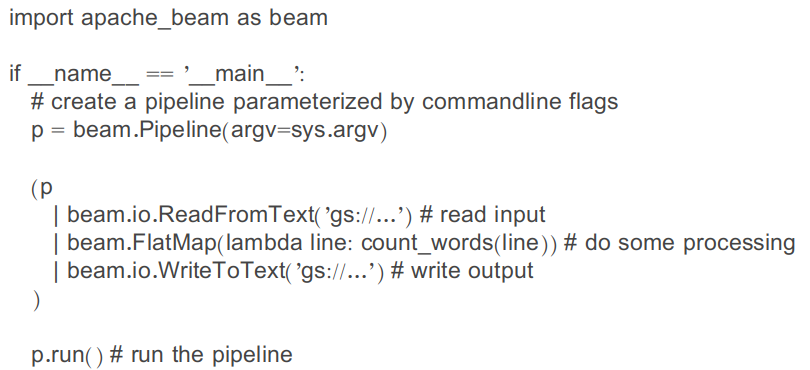 import apache_beam as beam
if __name__ == ’__main__’:
# create a pipeline parameterized by commandline flags
p = beam.Pipeline(argv=sys.argv)
(p
| beam.io.ReadFromText(’gs://...’) # read input
| beam.FlatMap(lambda line: count_words(line)) # do some processing
| beam.io.WriteToText(’gs://...’) # write output
)
p.run() # run the pipeline